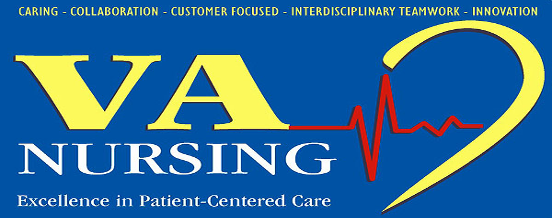 CARING - COLLABORATION - CUSTOMER FOCUSED - INTERDISCIPLINARY TEAMWORK - INNOVATION
VA
NURSING
Excellence in Patient-Centered Care